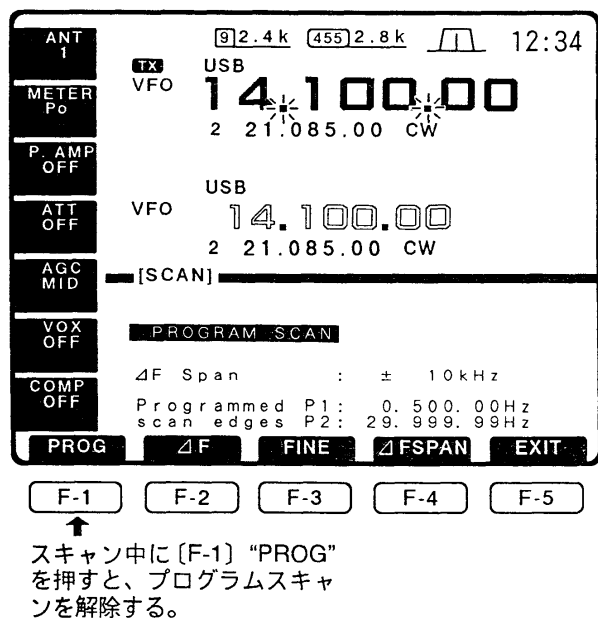 ANT
1
9 2.4k 455 2.8k 12:34
METER
Po
TX
VFO
USB
14.100.00
2 21.085.00 CW
P. AMP
OFF
ATT
OFF
VFO
USB
14.100.00
2 21.085.00 CW
AGC
MID
[SCAN]
VOX
OFF
PROGRAM SCAN
COMP
OFF
⊿F Span : ± 10kHz
Programmed P1: 0.500.00Hz
scan edges P2: 29.999.99Hz
PROG ⊿F FINE ⊿FSPAN EXIT
F-1 F-2 F-3 F-4 F-5
スキャン中に〔F-1〕“PROG”
を押すと、プログラムスキャ
ンを解除する。